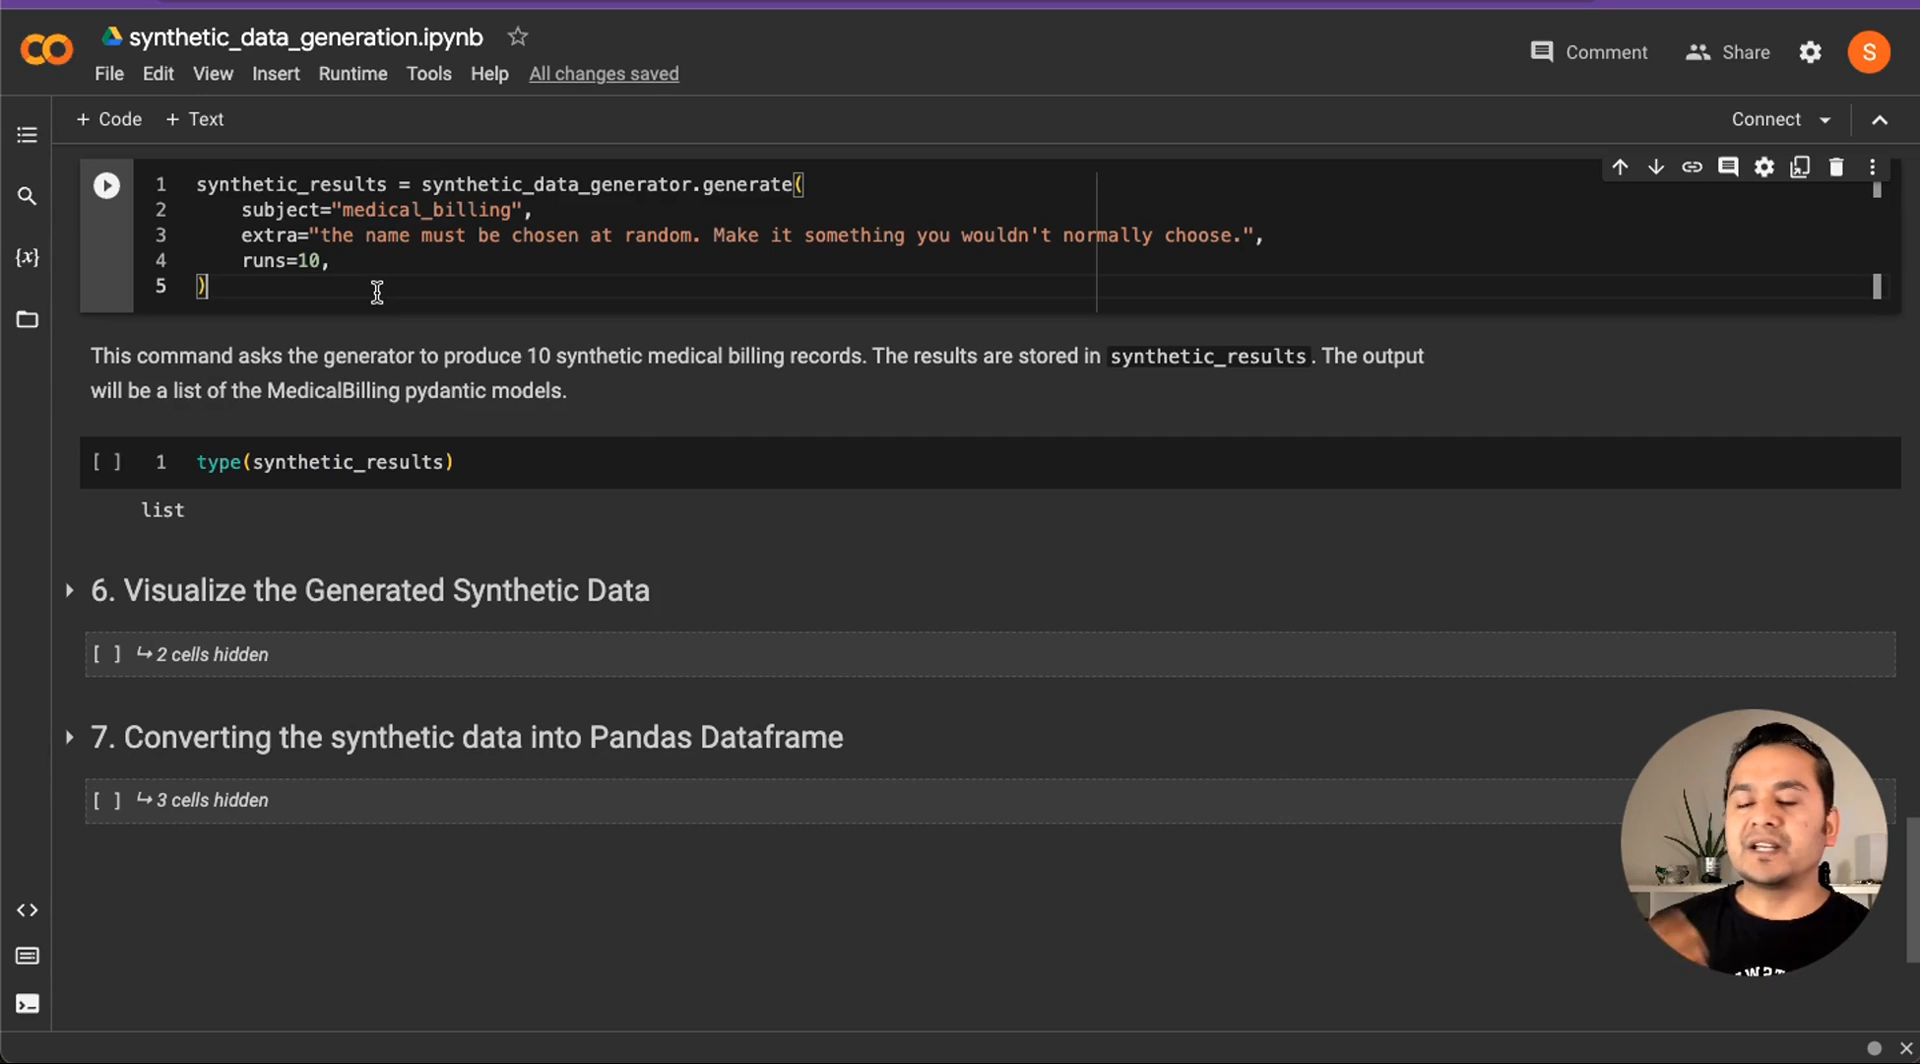 synthetic_data_generation.ipynb
File Edit View Insert Runtime Tools Help All changes saved
Comment Share S
+ Code + Text
Connect
1 synthetic_results = synthetic_data_generator.generate(
2 subject="medical_billing",
3 extra="the name must be chosen at random. Make it something you wouldn't normally choose.",
4 runs=10,
5 )
This command asks the generator to produce 10 synthetic medical billing records. The results are stored in synthetic_results. The output
will be a list of the MedicalBilling pydantic models.
[ ] 1 type(synthetic_results)
list
6. Visualize the Generated Synthetic Data
[ ] ↳ 2 cells hidden
7. Converting the synthetic data into Pandas Dataframe
[ ] ↳ 3 cells hidden